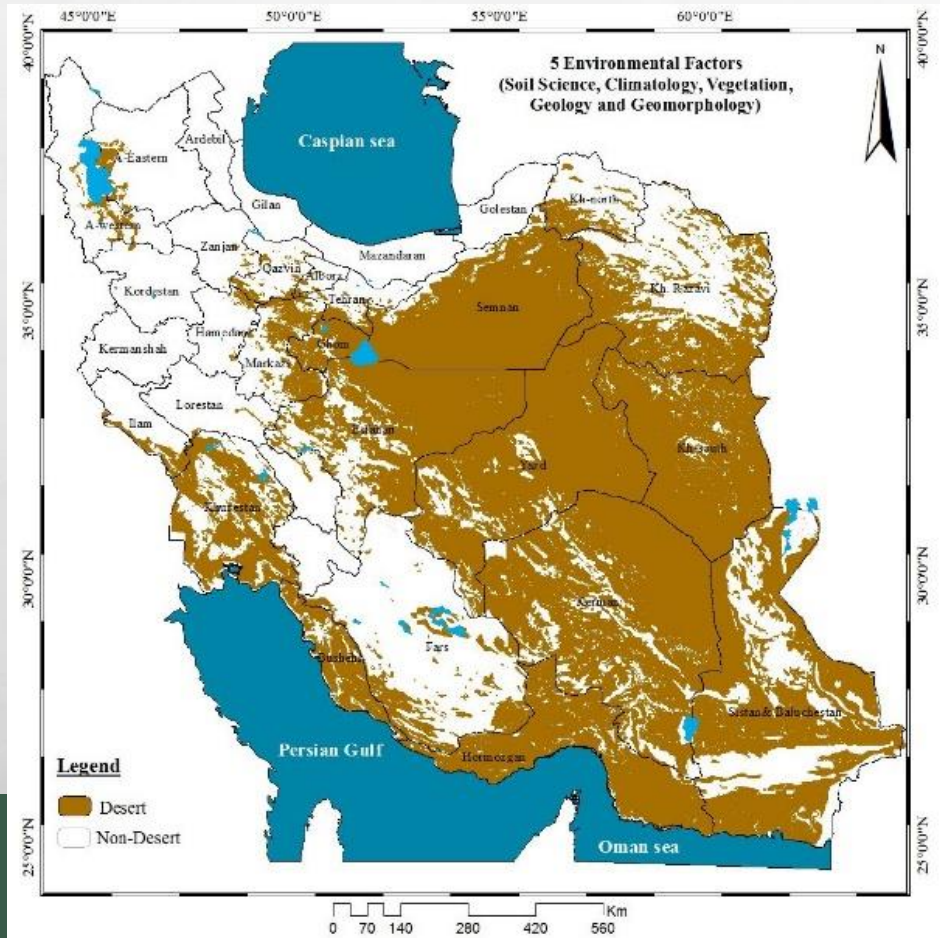 45°0'0"E 50°0'0"E 55°0'0"E 60°0'0"E
40°0'0"N
40°0'0"N
5 Environmental Factors
(Soil Science, Climatology, Vegetation,
Geology and Geomorphology)
N
Caspian sea
Ardebil
A-Eastern
Gilan
Golestan
Kh-north
A-western
Zanjan
Mazandaran
Qazvin
Alborz
Tehran
Kh. Razavi
Kordestan
Semnan
35°0'0"N
35°0'0"N
Hamedan
Qhom
Kermanshah
Markazi
Lorestan
Ilam
Esfahan
Yazd
Kh-south
Khuzestan
30°0'0"N
30°0'0"N
Kerman
Fars
Bushehr
Sistan& Baluchestan
Persian Gulf
Hormozgan
Legend
Desert
Non-Desert
Oman sea
25°0'0"N
25°0'0"N
Km
0 70 140 280 420 560